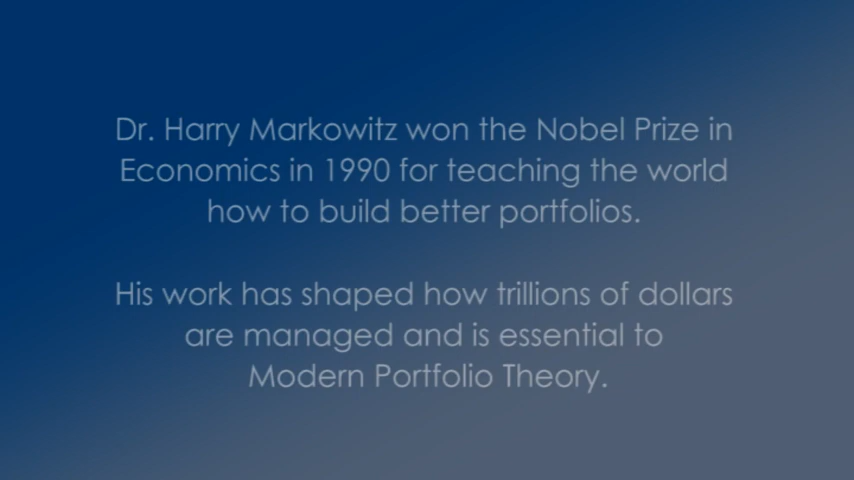 Dr. Harry Markowitz won the Nobel Prize in
Economics in 1990 for teaching the world
how to build better portfolios.
His work has shaped how trillions of dollars
are managed and is essential to
Modern Portfolio Theory.